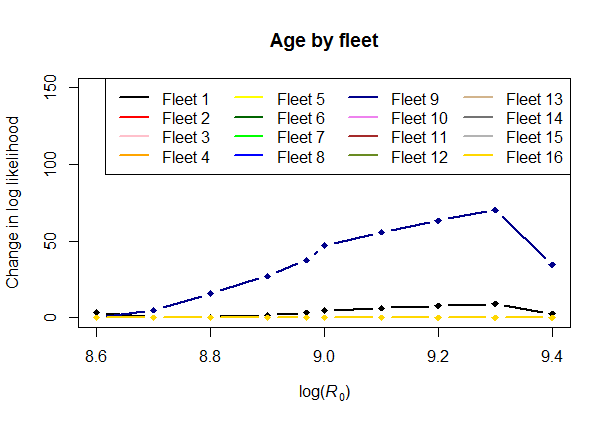 Age by fleet
Change in log likelihood
150
100
50
0
Fleet 1 Fleet 5 Fleet 9 Fleet 13
Fleet 2 Fleet 6 Fleet 10 Fleet 14
Fleet 3 Fleet 7 Fleet 11 Fleet 15
Fleet 4 Fleet 8 Fleet 12 Fleet 16
8.6 8.8 9.0 9.2 9.4
log(R₀)